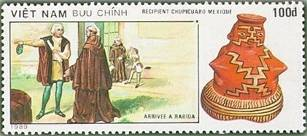 VIỆT NAM BƯU CHÍNH
RECIPIENT CHUPICUARO MEXIQUE
100đ
ARRIVEE A RABIDA
1989